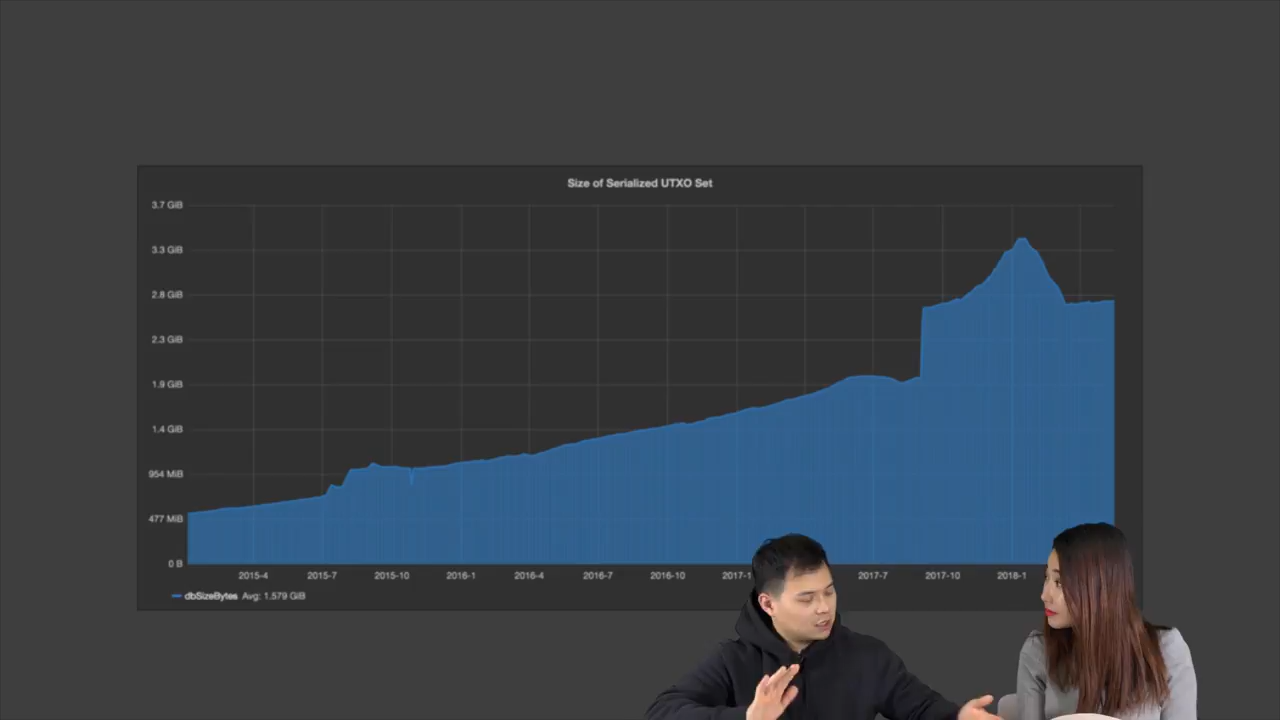 Size of Serialized UTXO Set
3.7 GiB
3.3 GiB
2.8 GiB
2.3 GiB
1.9 GiB
1.4 GiB
954 MiB
477 MiB
0 B
2015-4 2015-7 2015-10 2016-1 2016-4 2016-7 2016-10 2017-1 2017-7 2017-10 2018-1
dbSizeBytes Avg: 1.579 GiB